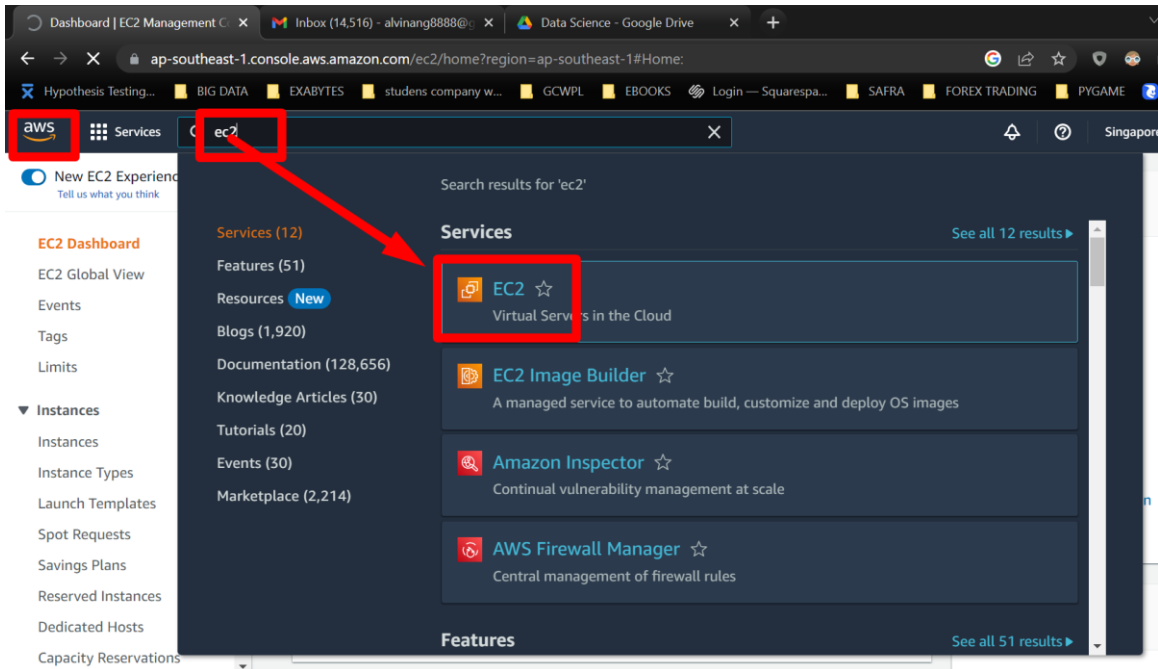 Dashboard | EC2 Management C
Inbox (14,516) - alvinang8888@g
Data Science - Google Drive
ap-southeast-1.console.aws.amazon.com/ec2/home?region=ap-southeast-1#Home:
Hypothesis Testing...
BIG DATA
EXABYTES
studens company w...
GCWPL
EBOOKS
Login — Squarespa...
SAFRA
FOREX TRADING
PYGAME
aws
Services
ec2
Singapore
New EC2 Experienc
Tell us what you think
EC2 Dashboard
EC2 Global View
Events
Tags
Limits
Instances
Instances
Instance Types
Launch Templates
Spot Requests
Savings Plans
Reserved Instances
Dedicated Hosts
Capacity Reservations
Search results for 'ec2'
Services (12)
Features (51)
Resources New
Blogs (1,920)
Documentation (128,656)
Knowledge Articles (30)
Tutorials (20)
Events (30)
Marketplace (2,214)
Services
See all 12 results
EC2
Virtual Servers in the Cloud
EC2 Image Builder
A managed service to automate build, customize and deploy OS images
Amazon Inspector
Continual vulnerability management at scale
AWS Firewall Manager
Central management of firewall rules
Features
See all 51 results
n